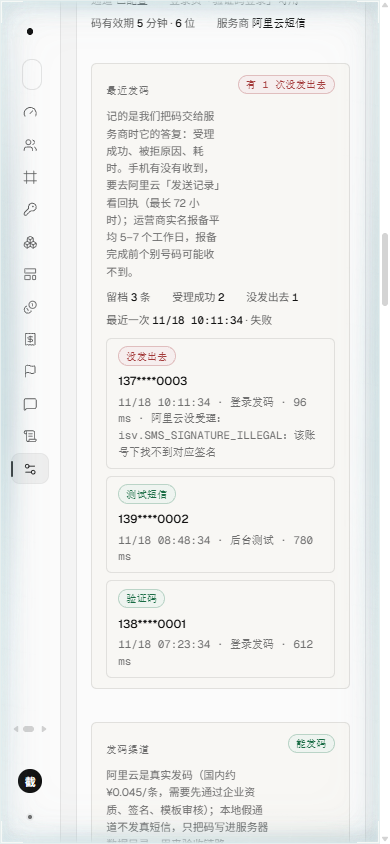 码有效期 5 分钟 · 6 位 服务商 阿里云短信
最近发码
有 1 次没发出去
记的是我们把码交给服
务商时它的答复：受理
成功、被拒原因、耗
时。手机有没有收到，
要去阿里云「发送记录」
看回执（最长 72 小
时）；运营商实名报备平
均 5–7 个工作日，报备
完成前个别号码可能收
不到。
留档 3 条 受理成功 2 没发出去 1
最近一次 11/18 10:11:34 · 失败
没发出去
137****0003
11/18 10:11:34 · 登录发码 · 96
ms · 阿里云没受理：
isv.SMS_SIGNATURE_ILLEGAL：该账
号下找不到对应签名
测试短信
139****0002
11/18 08:48:34 · 后台测试 · 780
ms
验证码
138****0001
11/18 07:23:34 · 登录发码 · 612
ms
截
发码渠道
能发码
阿里云是真实发码（国内约
¥0.045/条，需要先通过企业资
质、签名、模板审核）；本地假通
道不发真短信，只把码写进服务器